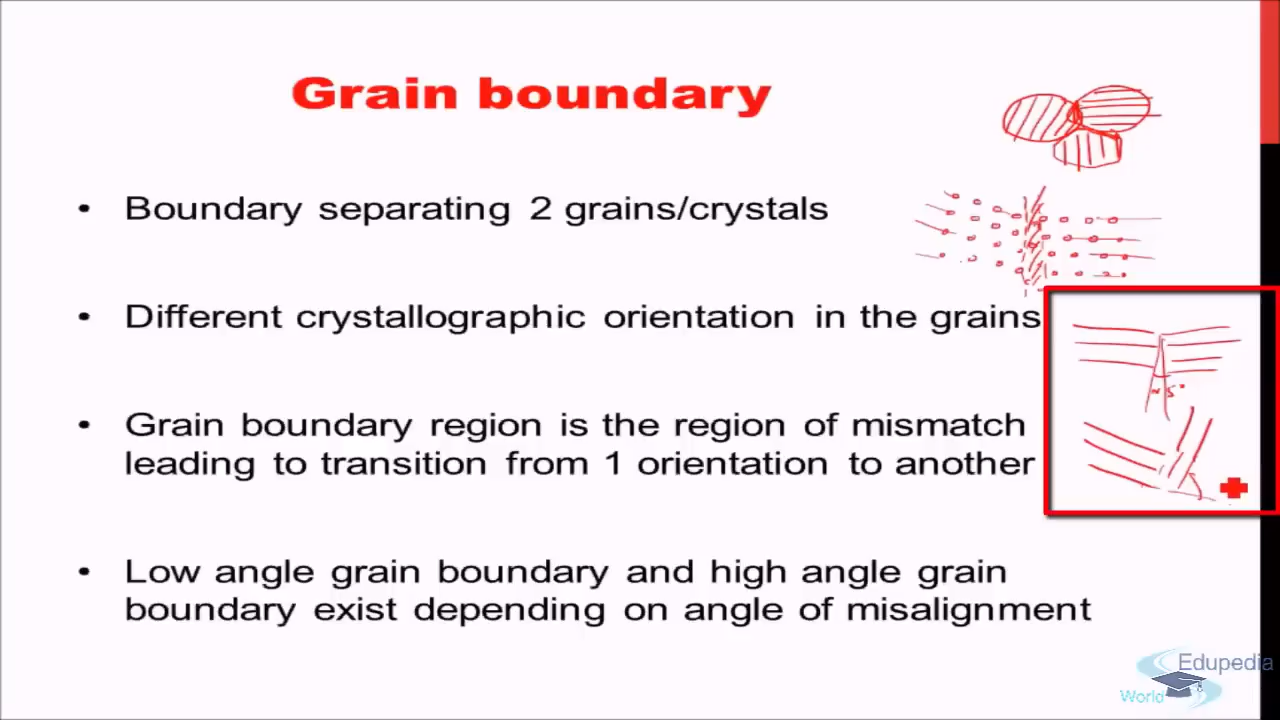 Grain boundary
• Boundary separating 2 grains/crystals
• Different crystallographic orientation in the grains
• Grain boundary region is the region of mismatch
leading to transition from 1 orientation to another
5°
• Low angle grain boundary and high angle grain
boundary exist depending on angle of misalignment
Edupedia
World